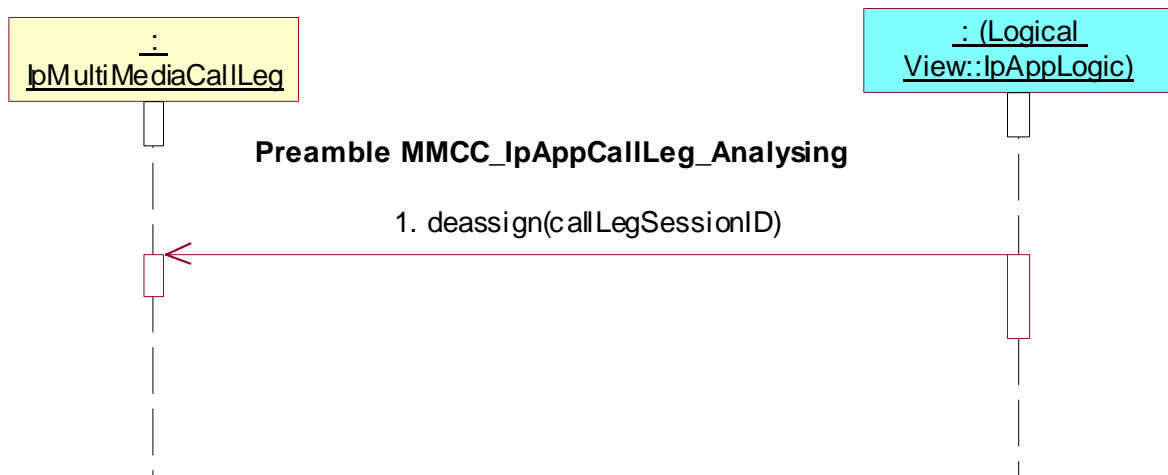 :
IpMultiMediaCallLeg
: (Logical
View::IpAppLogic)
Preamble MMCC_IpAppCallLeg_Analysing
1. deassign(callLegSessionID)